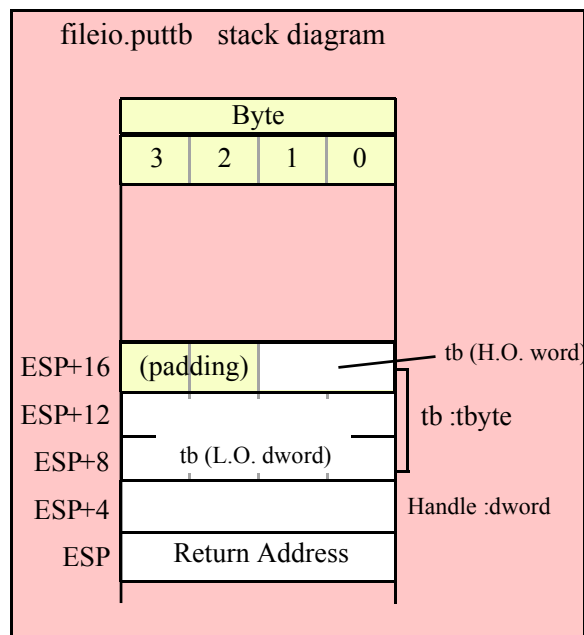 fileio.puttb stack diagram
Byte
3 2 1 0
ESP+16 (padding) tb (H.O. word)
ESP+12 tb :tbyte
ESP+8 tb (L.O. dword)
ESP+4 Handle :dword
ESP Return Address